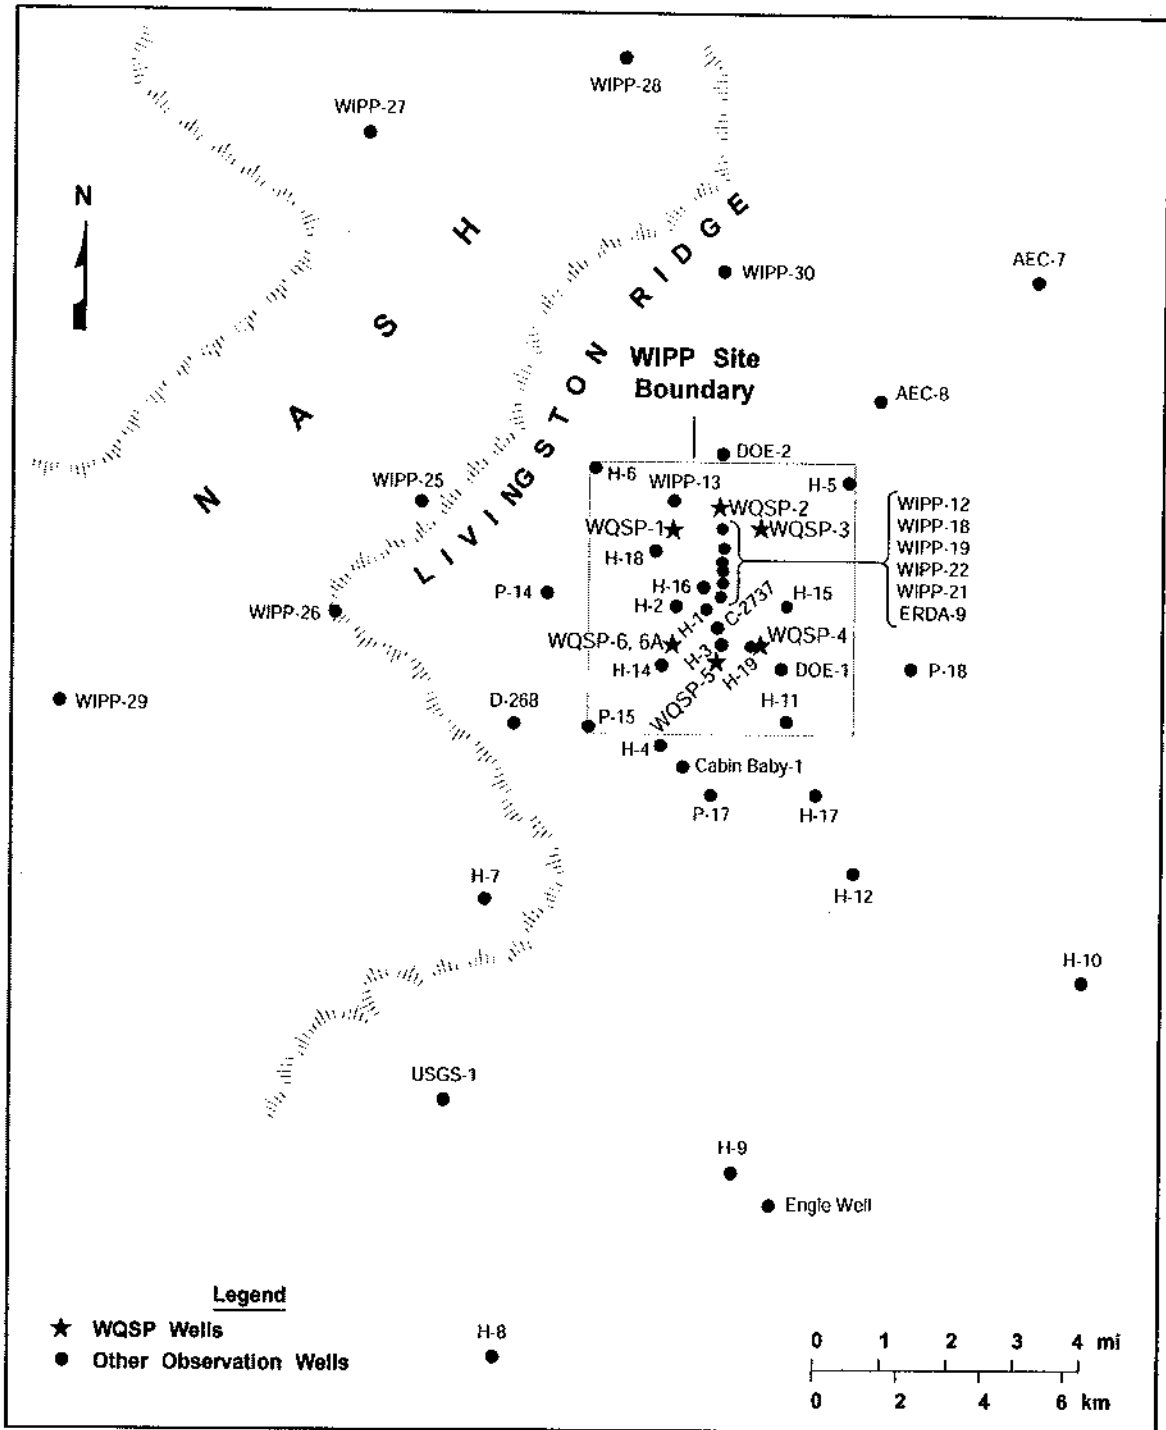 WIPP-28
WIPP-27
N
NASH
LIVINGSTON RIDGE
WIPP-30
AEC-7
WIPP Site
Boundary
AEC-8
DOE-2
H-6
WIPP-25
WIPP-13
H-5
WQSP-2
WQSP-1
WQSP-3
WIPP-12
WIPP-18
WIPP-19
WIPP-22
WIPP-21
ERDA-9
H-18
P-14
H-16
H-2
H-1
C-2737
H-15
WIPP-26
WQSP-6, 6A
WQSP-4
H-3
H-14
H-19
WQSP-5
DOE-1
P-18
WIPP-29
D-268
P-15
H-11
H-4
Cabin Baby-1
P-17
H-17
H-7
H-12
H-10
USGS-1
H-9
Engle Well
Legend
WQSP Wells
Other Observation Wells
H-8
0 1 2 3 4 mi
0 2 4 6 km